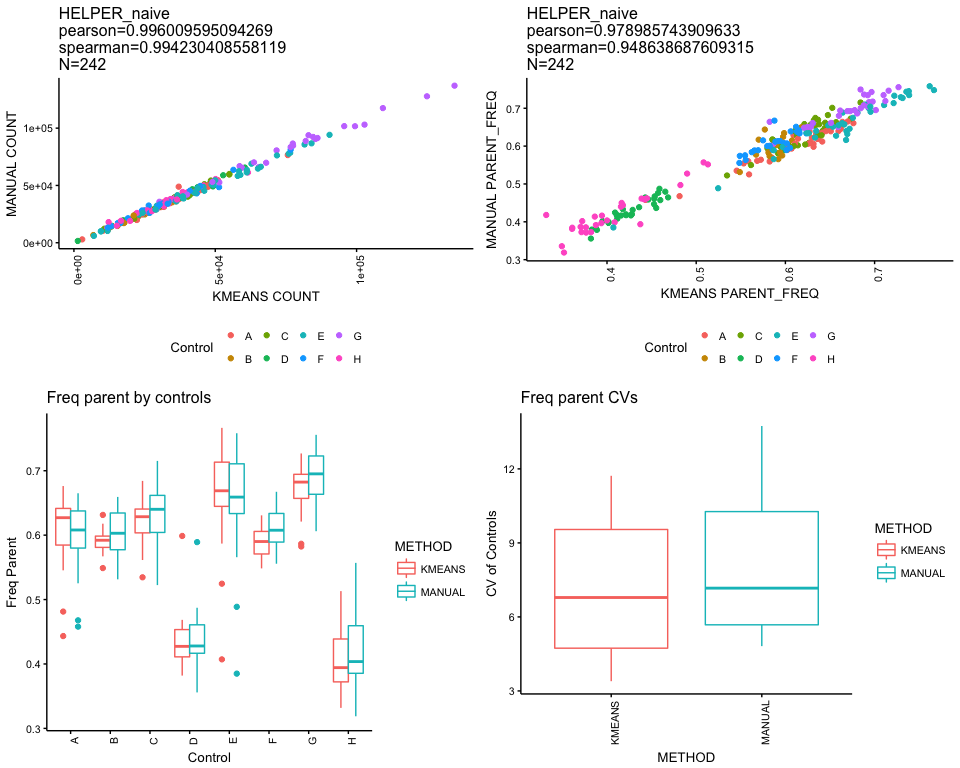 HELPER_naive
pearson=0.996009595094269
spearman=0.994230408558119
N=242
MANUAL COUNT
1e+05
5e+04
0e+00
0e+00
5e+04
1e+05
KMEANS COUNT
Control
A
C
E
G
B
D
F
H
HELPER_naive
pearson=0.978985743909633
spearman=0.948638687609315
N=242
MANUAL PARENT_FREQ
0.7
0.6
0.5
0.4
0.3
0.4
0.5
0.6
0.7
KMEANS PARENT_FREQ
Control
A
C
E
G
B
D
F
H
Freq parent by controls
Freq Parent
0.7
0.6
0.5
0.4
0.3
A
B
C
D
E
F
G
H
Control
METHOD
KMEANS
MANUAL
Freq parent CVs
CV of Controls
12
9
6
3
KMEANS
MANUAL
METHOD
METHOD
KMEANS
MANUAL